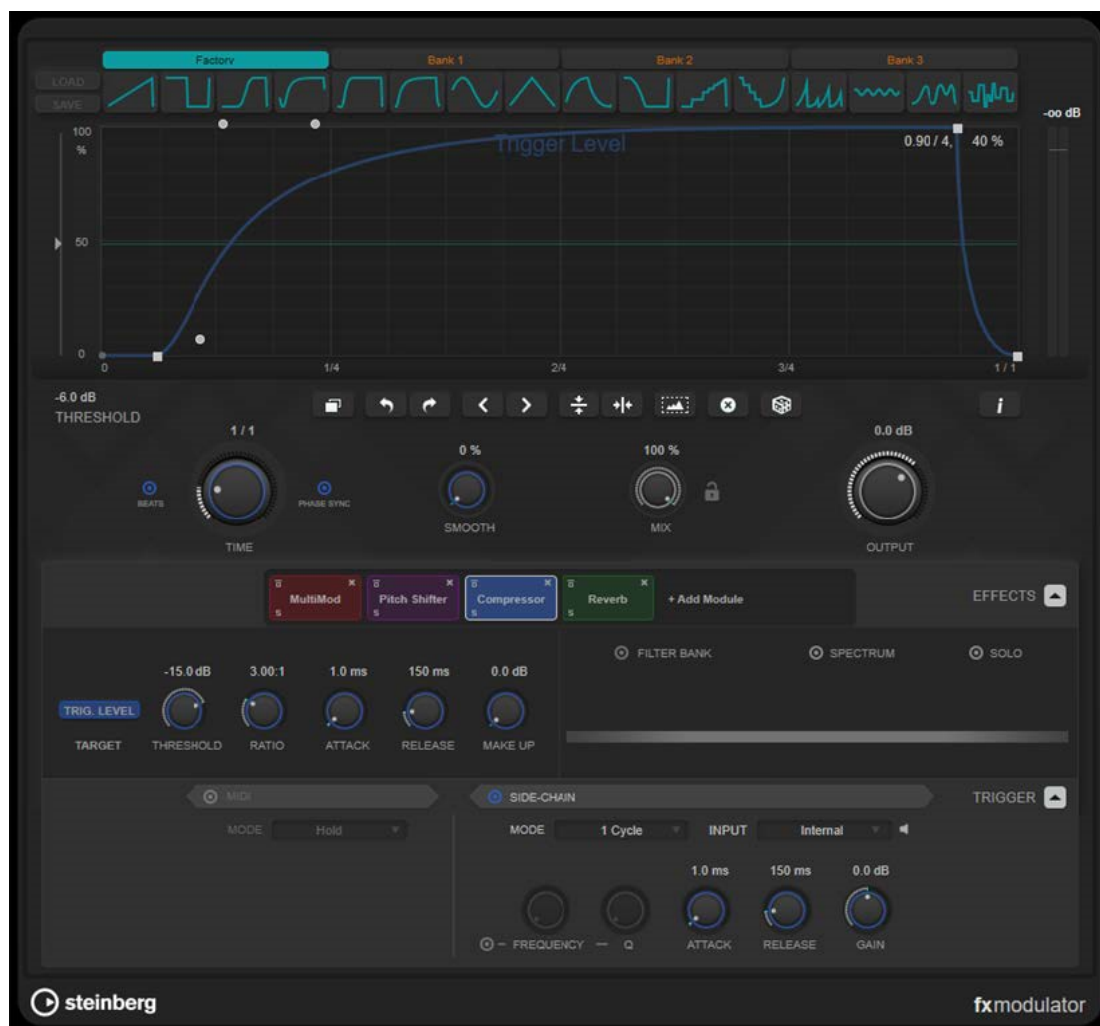 Factory Bank 1 Bank 2 Bank 3
LOAD
SAVE
-oo dB
100
%
Trigger Level
0.90 / 4, 40 %
50
0
0 1/4 2/4 3/4 1 / 1
-6.0 dB
THRESHOLD
i
1 / 1
0 %
100 %
0.0 dB
BEATS
PHASE SYNC
TIME
SMOOTH
MIX
OUTPUT
MultiMod
S
Pitch Shifter
S
Compressor
S
Reverb
S
+ Add Module
EFFECTS
FILTER BANK SPECTRUM SOLO
-15.0 dB 3.00:1 1.0 ms 150 ms 0.0 dB
TRIG. LEVEL
TARGET THRESHOLD RATIO ATTACK RELEASE MAKE UP
MIDI
SIDE-CHAIN
TRIGGER
MODE Hold
MODE 1 Cycle INPUT Internal
1.0 ms 150 ms 0.0 dB
FREQUENCY Q ATTACK RELEASE GAIN
steinberg
fxmodulator